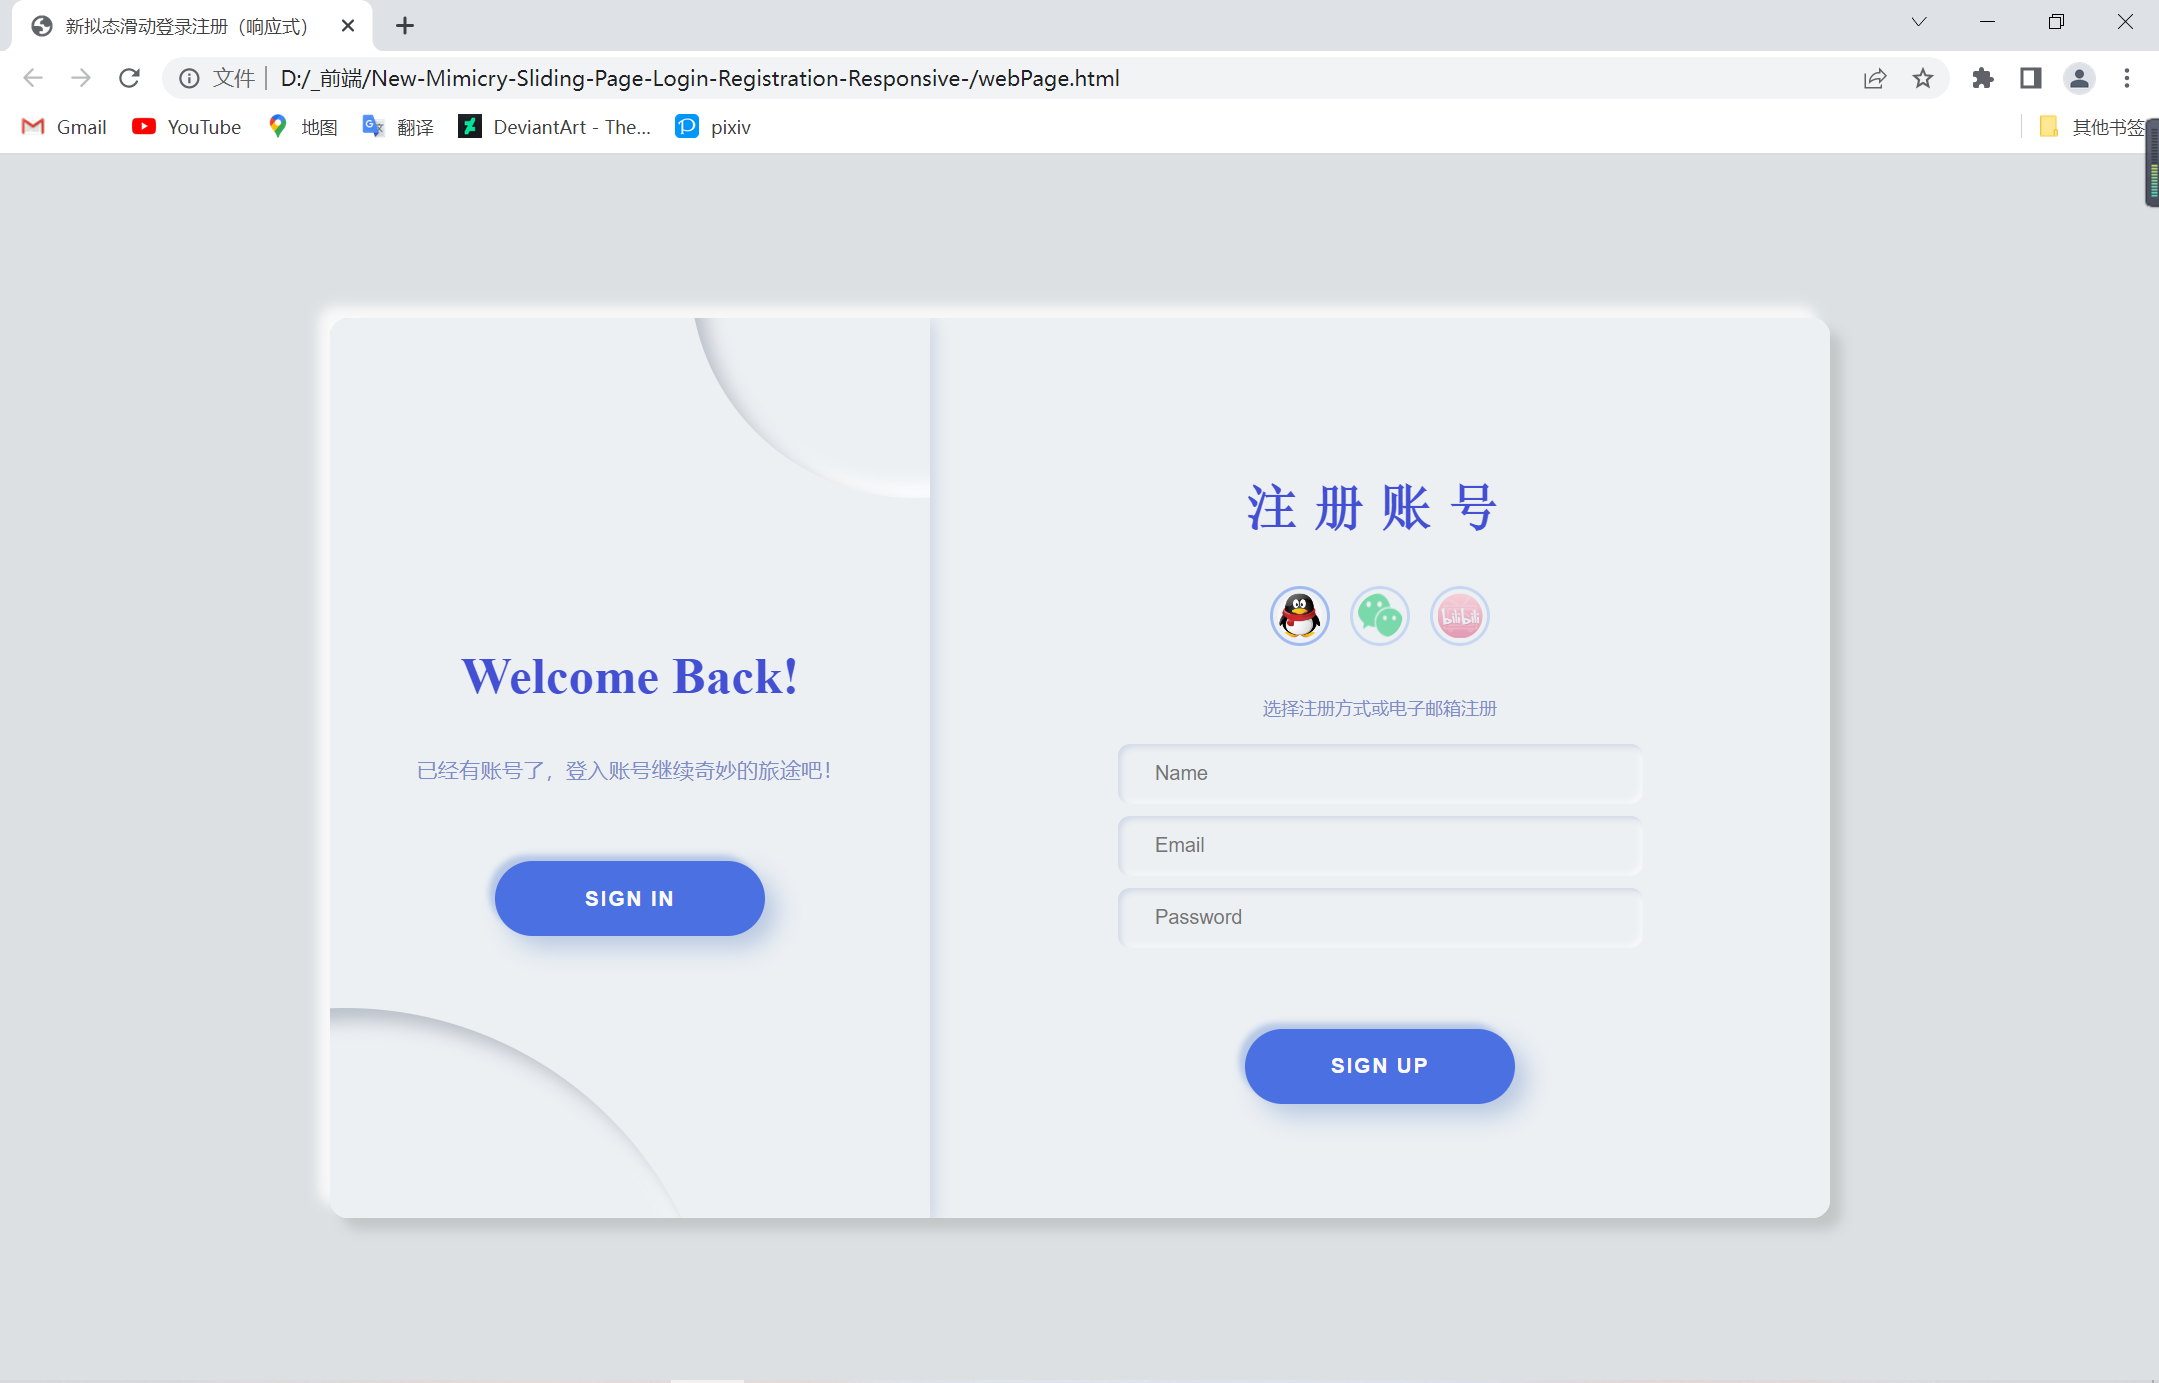 新拟态滑动登录注册（响应式）
文件 D:/_前端/New-Mimicry-Sliding-Page-Login-Registration-Responsive-/webPage.html
Gmail YouTube 地图 翻译 DeviantArt - The... pixiv 其他书签
Welcome Back!
已经有账号了，登入账号继续奇妙的旅途吧！
SIGN IN
注册账号
bilibili
选择注册方式或电子邮箱注册
Name
Email
Password
SIGN UP